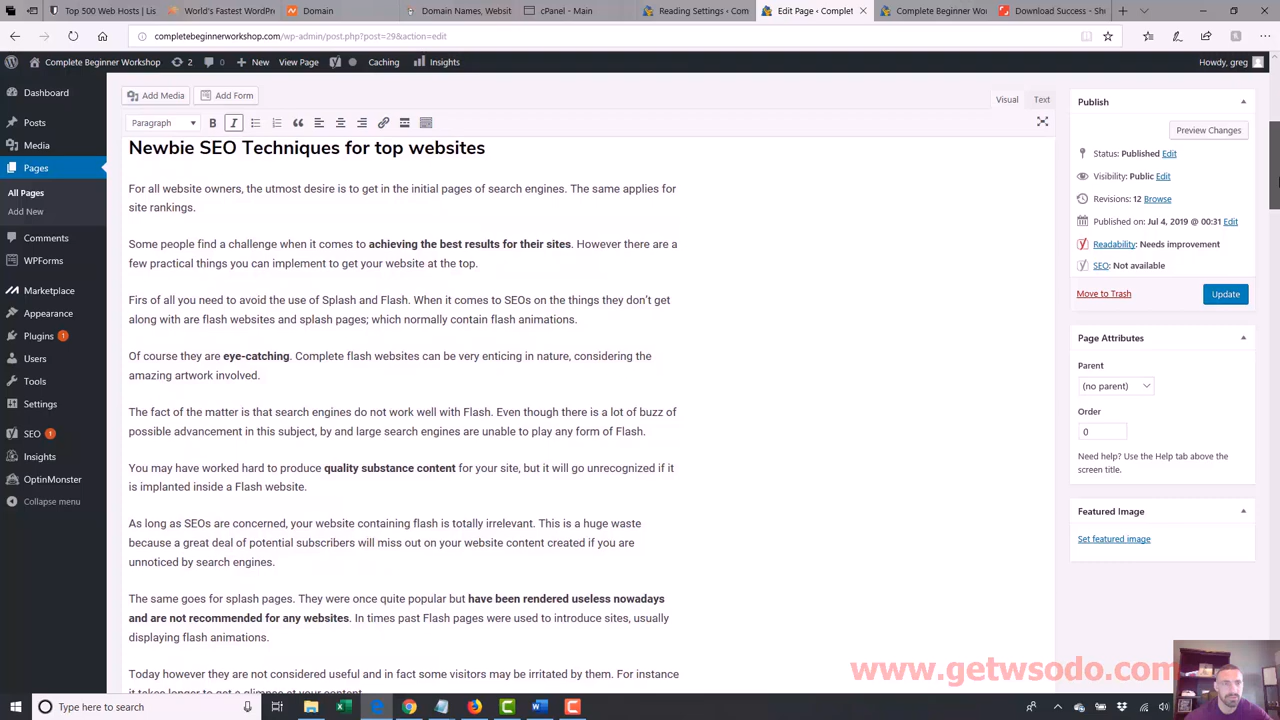 Top 500 Web Hosts | Lis
World's Fastest WordPre
Domain
Domain Names, Websit
cPanel - Main
Reading Settings ‹ Com
Edit Page ‹ Complet
Complete Beginner Wor
Download Success - Shu
completebeginnerworkshop.com/wp-admin/post.php?post=29&action=edit
Complete Beginner Workshop
2
0
New
View Page
Caching
Insights
Howdy, greg
Dashboard
Posts
Media
Pages
All Pages
Add New
Comments
WPForms
Marketplace
Appearance
Plugins 1
Users
Tools
Settings
SEO 1
Insights
OptinMonster
Collapse menu
Add Media
Add Form
Visual
Text
Paragraph
B
I
Newbie SEO Techniques for top websites
For all website owners, the utmost desire is to get in the initial pages of search engines. The same applies for
site rankings.
Some people find a challenge when it comes to achieving the best results for their sites. However there are a
few practical things you can implement to get your website at the top.
Firs of all you need to avoid the use of Splash and Flash. When it comes to SEOs on the things they don't get
along with are flash websites and splash pages; which normally contain flash animations.
Of course they are eye-catching. Complete flash websites can be very enticing in nature, considering the
amazing artwork involved.
The fact of the matter is that search engines do not work well with Flash. Even though there is a lot of buzz of
possible advancement in this subject, by and large search engines are unable to play any form of Flash.
You may have worked hard to produce quality substance content for your site, but it will go unrecognized if it
is implanted inside a Flash website.
As long as SEOs are concerned, your website containing flash is totally irrelevant. This is a huge waste
because a great deal of potential subscribers will miss out on your website content created if you are
unnoticed by search engines.
The same goes for splash pages. They were once quite popular but have been rendered useless nowadays
and are not recommended for any websites. In times past Flash pages were used to introduce sites, usually
displaying flash animations.
Today however they are not considered useful and in fact some visitors may be irritated by them. For instance
it takes longer to get a glimpse at your content.
Publish
Preview Changes
Status: Published Edit
Visibility: Public Edit
Revisions: 12 Browse
Published on: Jul 4, 2019 @ 00:31 Edit
Readability: Needs improvement
SEO: Not available
Move to Trash
Update
Page Attributes
Parent
(no parent)
Order
0
Need help? Use the Help tab above the
screen title.
Featured Image
Set featured image
www.getwsodo.com
Type here to search